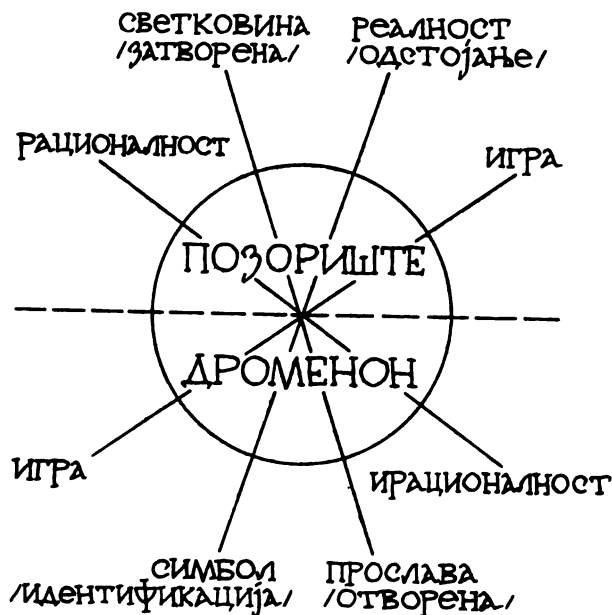 СВЕТКОВИНА
/ЗАТВОРЕНА/
РЕАЛНОСТ
/ОДСТОЈАЊЕ/
РАЦИОНАЛНОСТ
ИГРА
ПОЗОРИШТЕ
ДРОМЕНОН
ИГРА
ИРАЦИОНАЛНОСТ
СИМБОЛ
/ИДЕНТИФИКАЦИЈА/
ПРОСЛАВА
/ОТВОРЕНА/